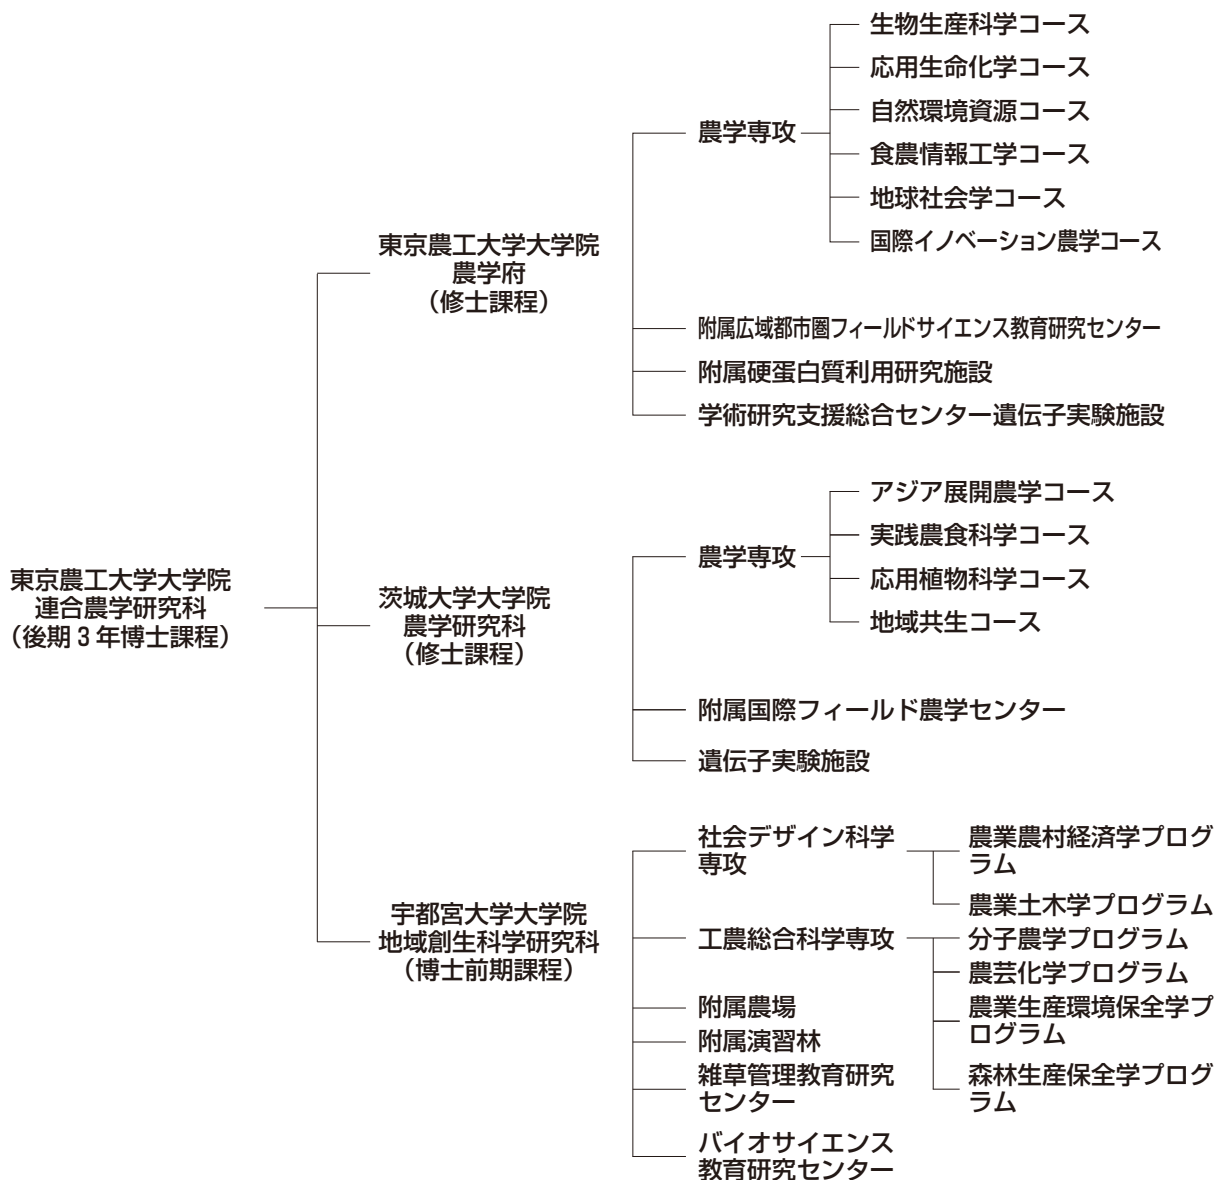 東京農工大学大学院
連合農学研究科
（後期3年博士課程）
東京農工大学大学院
農学府
（修士課程）
農学専攻
生物生産科学コース
応用生命化学コース
自然環境資源コース
食農情報工学コース
地球社会学コース
国際イノベーション農学コース
附属広域都市圏フィールドサイエンス教育研究センター
附属硬蛋白質利用研究施設
学術研究支援総合センター遺伝子実験施設
茨城大学大学院
農学研究科
（修士課程）
農学専攻
アジア展開農学コース
実践農食科学コース
応用植物科学コース
地域共生コース
附属国際フィールド農学センター
遺伝子実験施設
宇都宮大学大学院
地域創生科学研究科
（博士前期課程）
社会デザイン科学
専攻
農業農村経済学プログ
ラム
農業土木学プログラム
工農総合科学専攻
分子農学プログラム
農芸化学プログラム
農業生産環境保全学プ
ログラム
森林生産保全学プログ
ラム
附属農場
附属演習林
雑草管理教育研究
センター
バイオサイエンス
教育研究センター